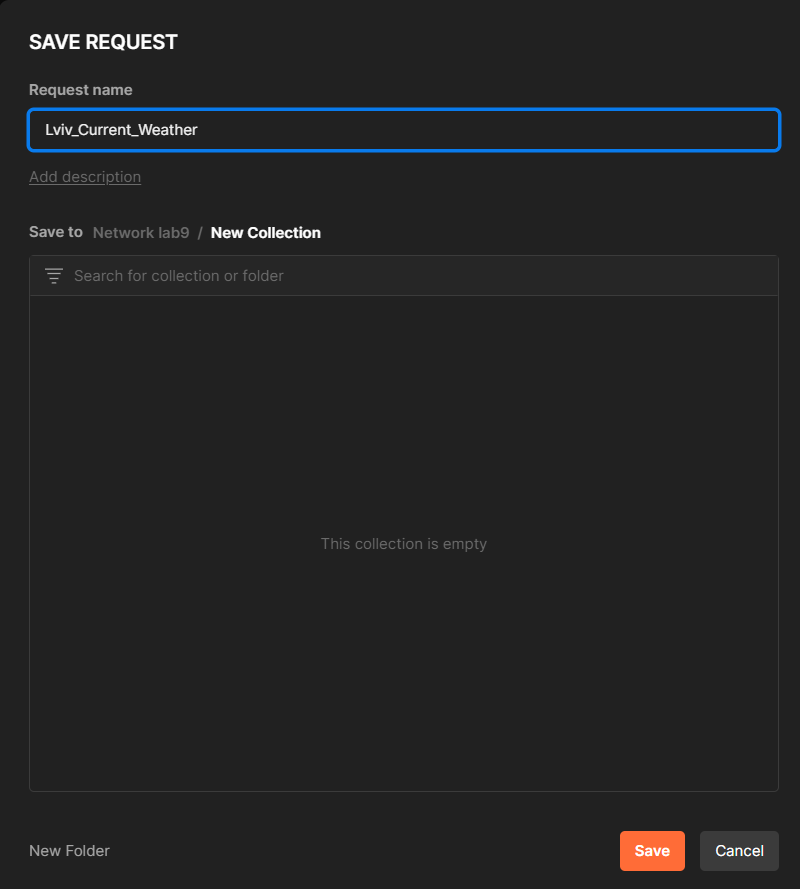 SAVE REQUEST
Request name
Lviv_Current_Weather
Add description
Save to Network lab9 / New Collection
Search for collection or folder
This collection is empty
New Folder Save Cancel